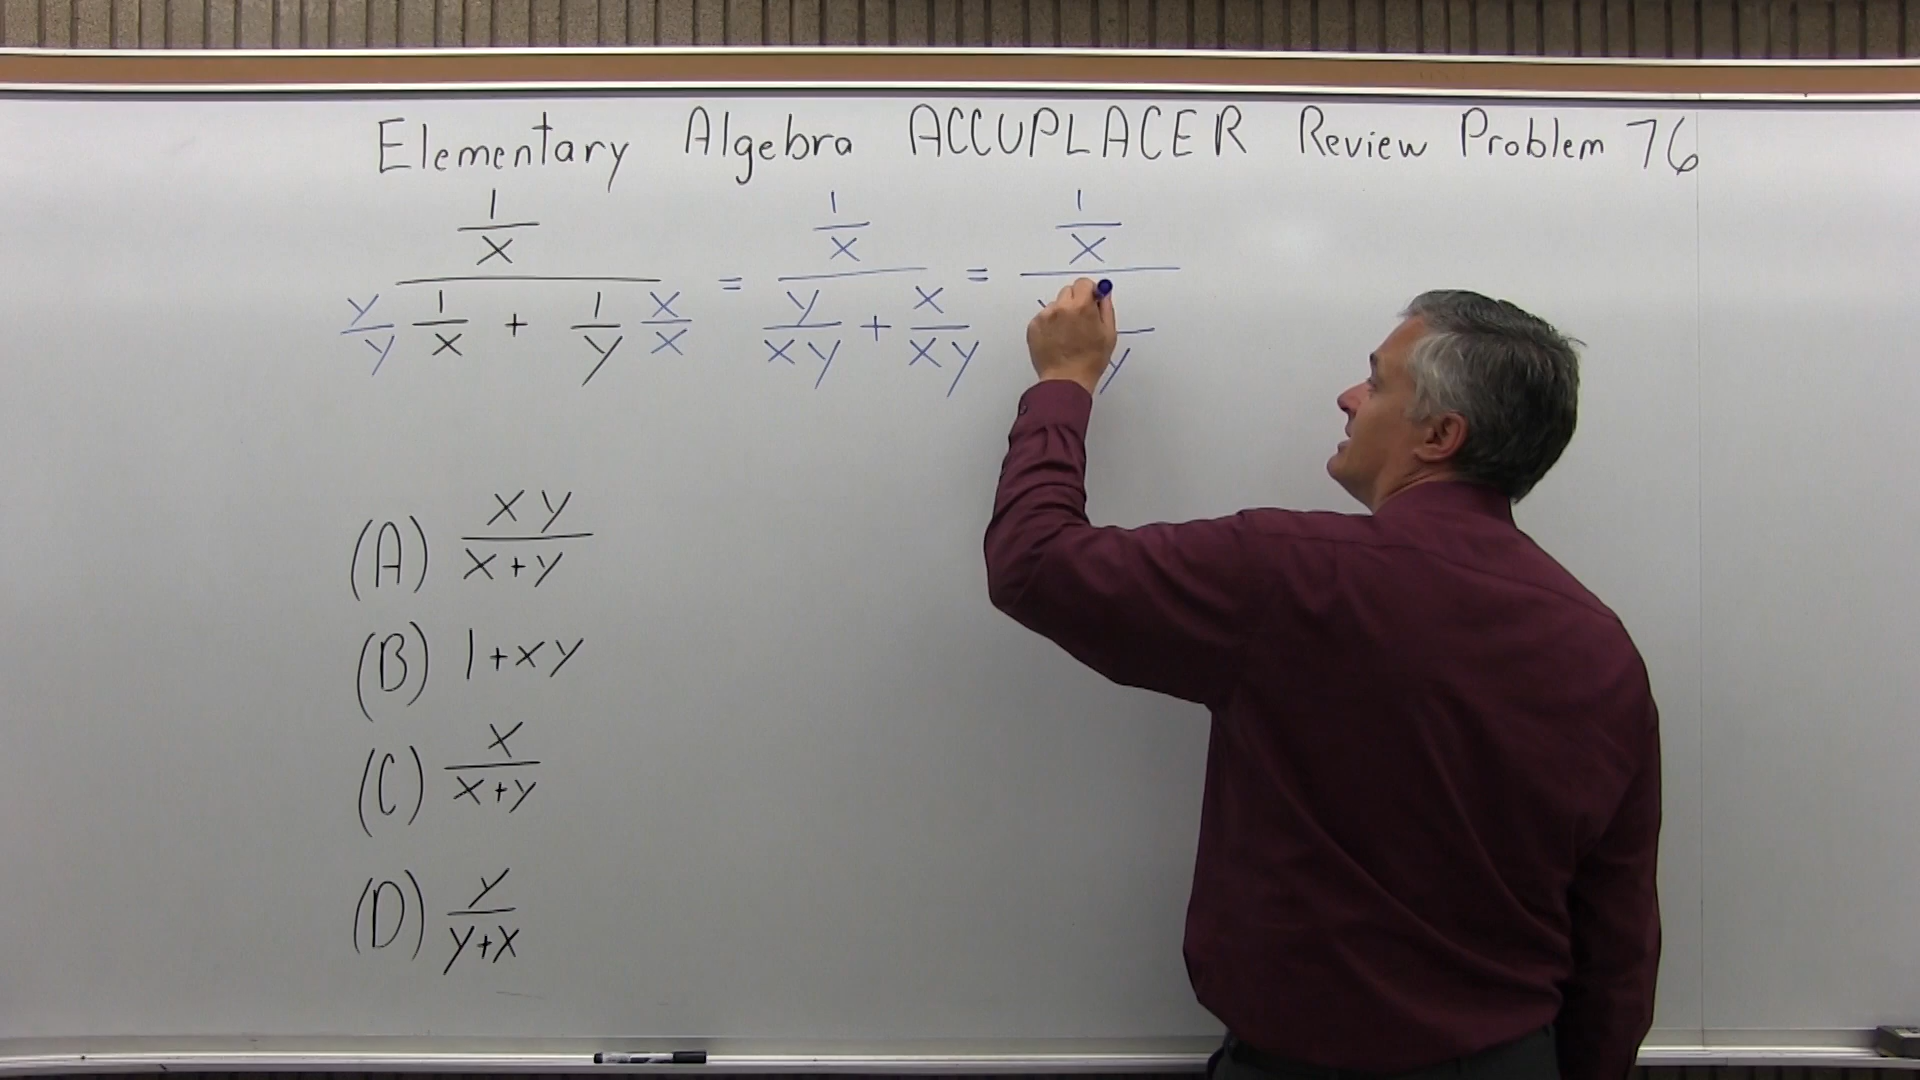 Elementary Algebra ACCUPLACER Review Problem 76
1/x / (y/y 1/x + 1/y x/x) = 1/x / (y/xy + x/xy) = 1/x
(A) xy/(x+y)
(B) 1+xy
(C) x/(x+y)
(D) y/(y+x)